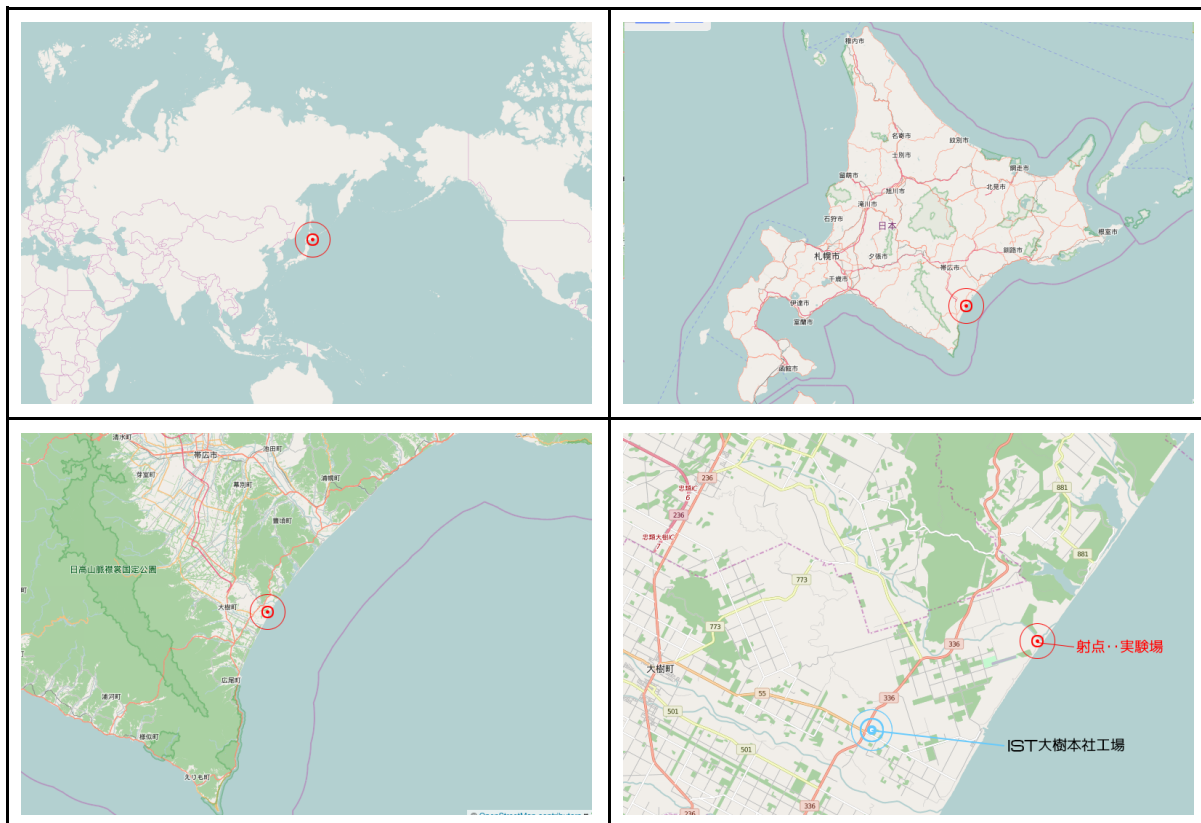 稚内市
名寄市
紋別市
士別市
網走市
留萌市
北見市
旭川市
滝川市
石狩市
根室市
日本
釧路市
札幌市
夕張市
帯広市
千歳市
伊達市
室蘭市
函館市
清水町
池田町
帯広市
芽室町
浦幌町
幕別町
豊頃町
日高山脈襟裳国定公園
大樹町
広尾町
浦河町
様似町
えりも町
© OpenStreetMap contributors
236
忠類IC
6
881
236
236
忠類大樹IC
881
773
773
336
射点‥実験場
大樹町
55
336
501
501
IST大樹本社工場
336
336